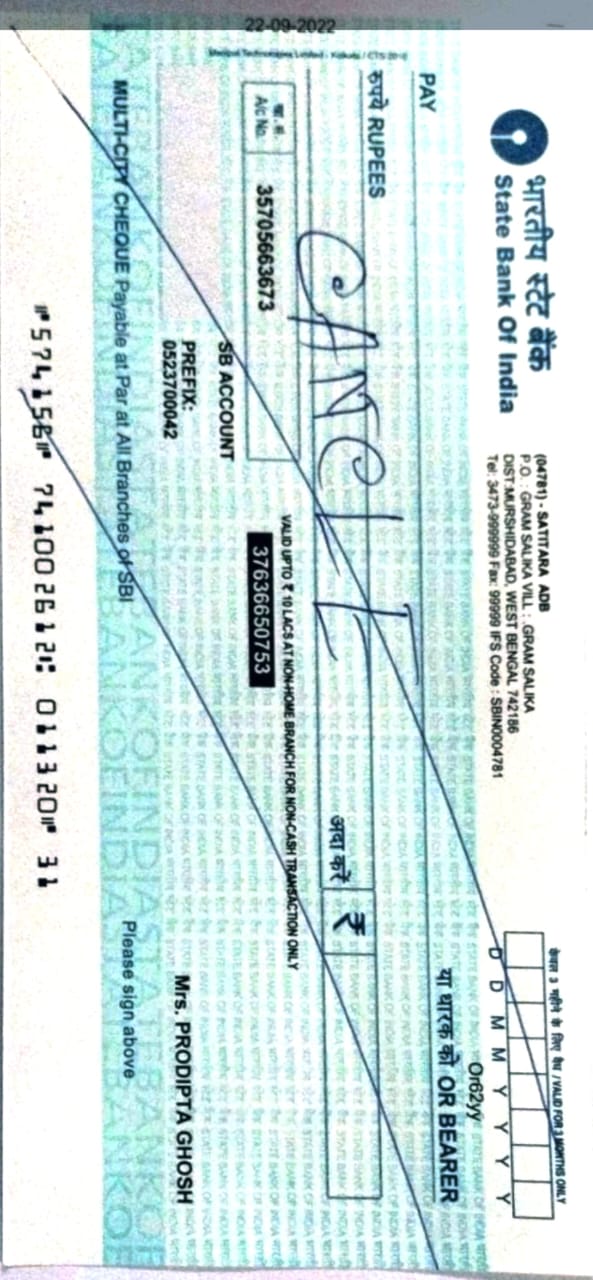 22-09-2022
केवल 3 महीने के लिए वैध / VALID FOR 3 MONTHS ONLY
D D M M Y Y Y Y
भारतीय स्टेट बैंक
State Bank Of India
(04781) - SATITARA ADB
P.O. : GRAM SALIKA VILL : GRAM SALIKA
DIST:MURSHIDABAD, WEST BENGAL 742186
Tel: 3473-999999 Fax: 99999 IFS Code : SBIN0004781
Or62yy
PAY
या धारक को OR BEARER
रुपये RUPEES
CANCLE
अदा करें
₹
खा. सं.
A/c No.
35705663673
VALID UPTO ₹ 10 LACS AT NON-HOME BRANCH FOR NON-CASH TRANSACTION ONLY
37636650753
SB ACCOUNT
PREFIX:
0523700042
Mrs. PRODIPTA GHOSH
MULTI-CITY CHEQUE Payable at Par at All Branches of SBI
Please sign above
⑈574156⑈ 742002612⑆ 011320⑈ 31